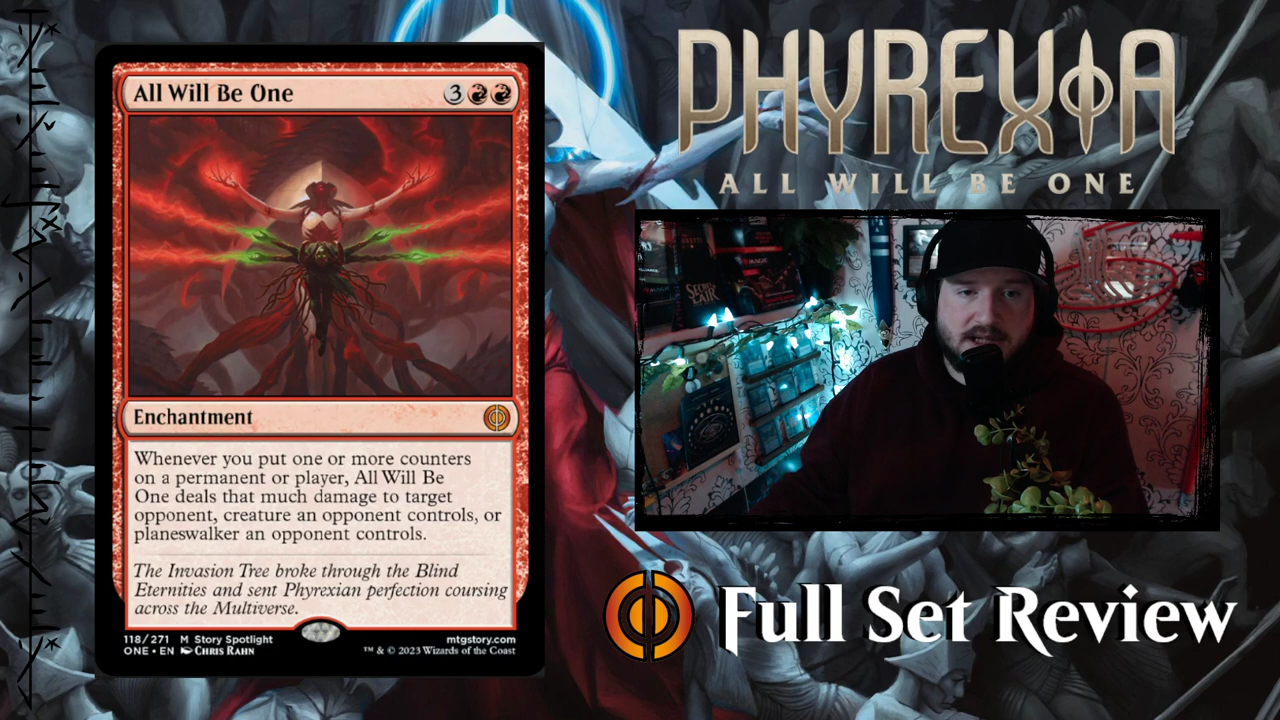 All Will Be One 3
Enchantment
Whenever you put one or more counters
on a permanent or player, All Will Be
One deals that much damage to target
opponent, creature an opponent controls, or
planeswalker an opponent controls.
The Invasion Tree broke through the Blind
Eternities and sent Phyrexian perfection coursing
across the Multiverse.
118/271 M Story Spotlight
mtgstory.com
ONE • EN Chris Rahn
™ & © 2023 Wizards of the Coast
PHYREXIA
ALL WILL BE ONE
SECRET
LAIR
Full Set Review